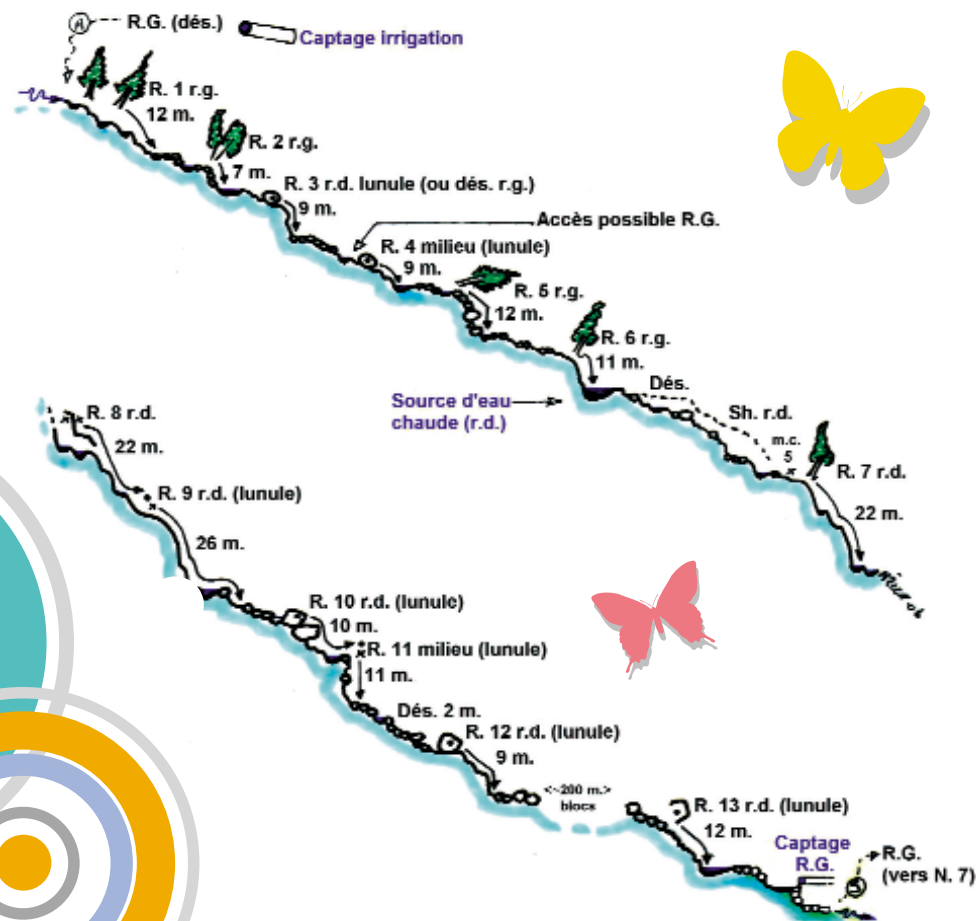 R.G. (dés.)
Captage irrigation
R. 1 r.g.
12 m.
R. 2 r.g.
7 m.
R. 3 r.d. lunule (ou dés. r.g.)
9 m.
Accès possible R.G.
R. 4 milieu (lunule)
9 m.
R. 5 r.g.
12 m.
R. 6 r.g.
11 m.
Source d'eau
chaude (r.d.)
Dés.
Sh. r.d.
m.c.
5
R. 7 r.d.
22 m.
R. 8 r.d.
22 m.
R. 9 r.d. (lunule)
26 m.
R. 10 r.d. (lunule)
10 m.
R. 11 milieu (lunule)
11 m.
Dés. 2 m.
R. 12 r.d. (lunule)
9 m.
<~200 m.>
blocs
R. 13 r.d. (lunule)
12 m.
Captage
R.G.
R.G.
(vers N. 7)